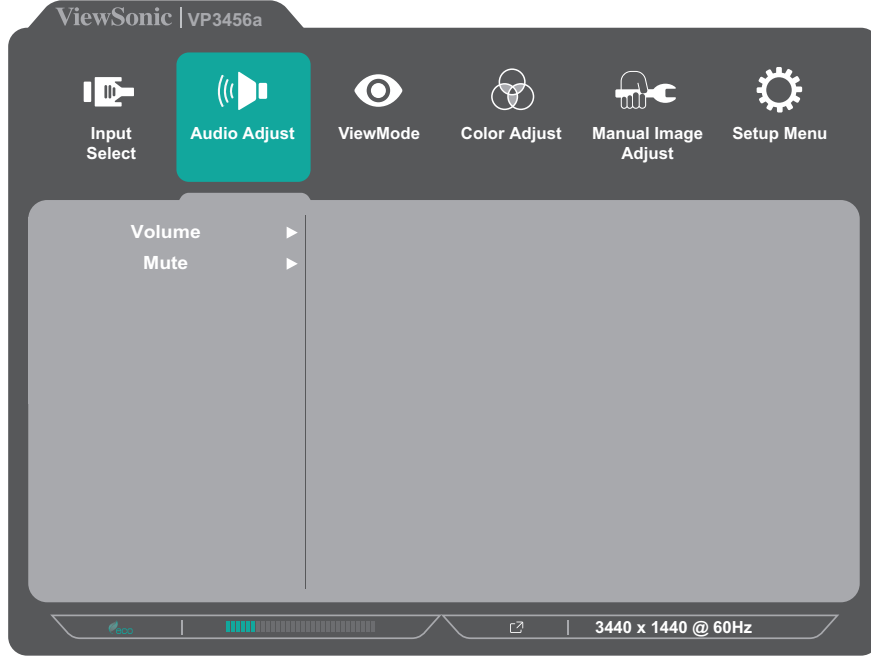 ViewSonic | VP3456a
Input
Select
Audio Adjust
ViewMode
Color Adjust
Manual Image
Adjust
Setup Menu
Volume
Mute
eco
3440 x 1440 @ 60Hz